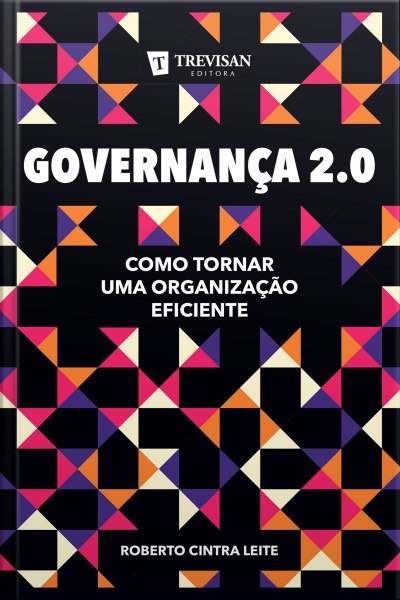 T TREVISAN
EDITORA
GOVERNANÇA 2.0
COMO TORNAR
UMA ORGANIZAÇÃO
EFICIENTE
ROBERTO CINTRA LEITE